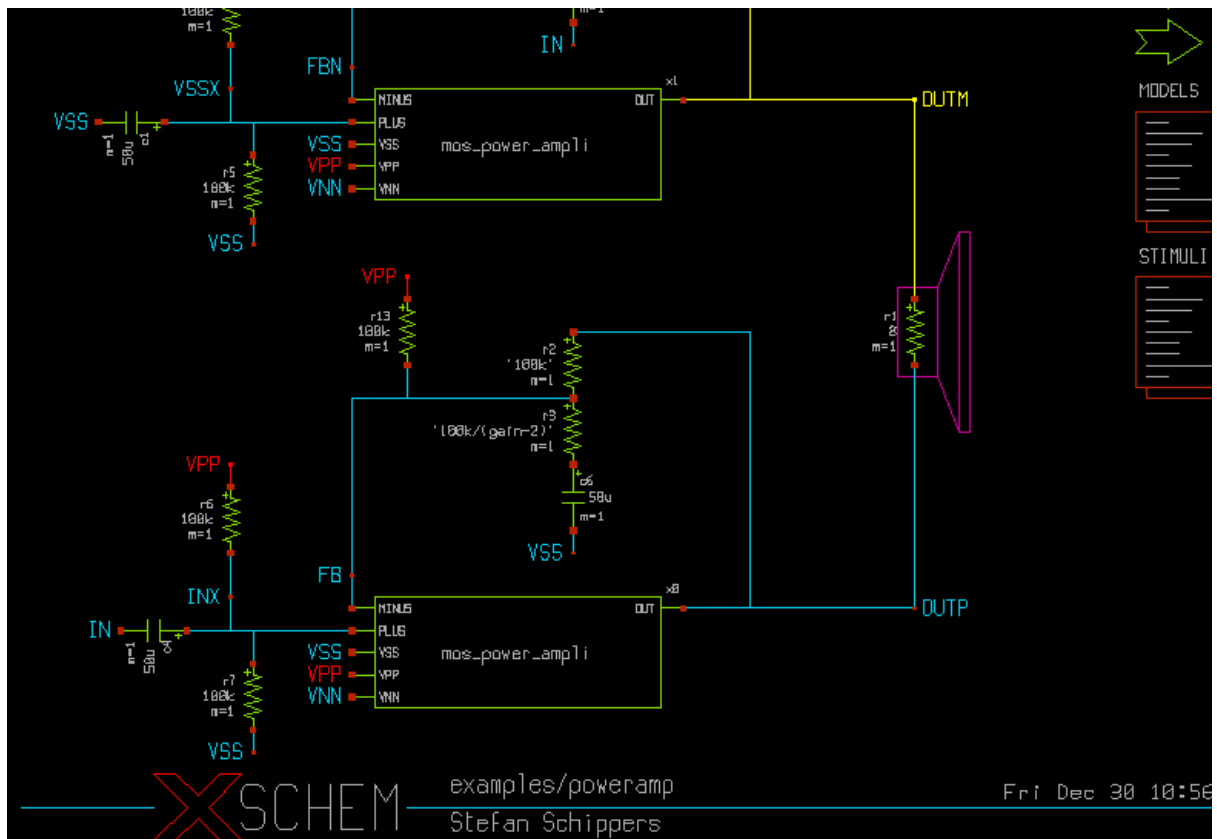 100k
m=1
m=1
IN
FBN
VSSX
x1
MINUS
OUT
OUTM
MODELS
VSS
m=1
50u
c1
PLUS
VSS
VSS
mos_power_ampli
VPP
VPP
VNN
VNN
r5
100k
m=1
VSS
STIMULI
VPP
r13
100k
m=1
r1
8
m=1
r2
'100k'
m=1
r3
'100k/(gain-2)'
m=1
VPP
r6
100k
m=1
c6
50u
m=1
VSS
FB
INX
x0
MINUS
OUT
OUTP
IN
m=1
50u
c4
PLUS
VSS
VSS
mos_power_ampli
VPP
VPP
VNN
VNN
r7
100k
m=1
VSS
XSCHEM
examples/poweramp
Stefan Schippers
Fri Dec 30 10:56